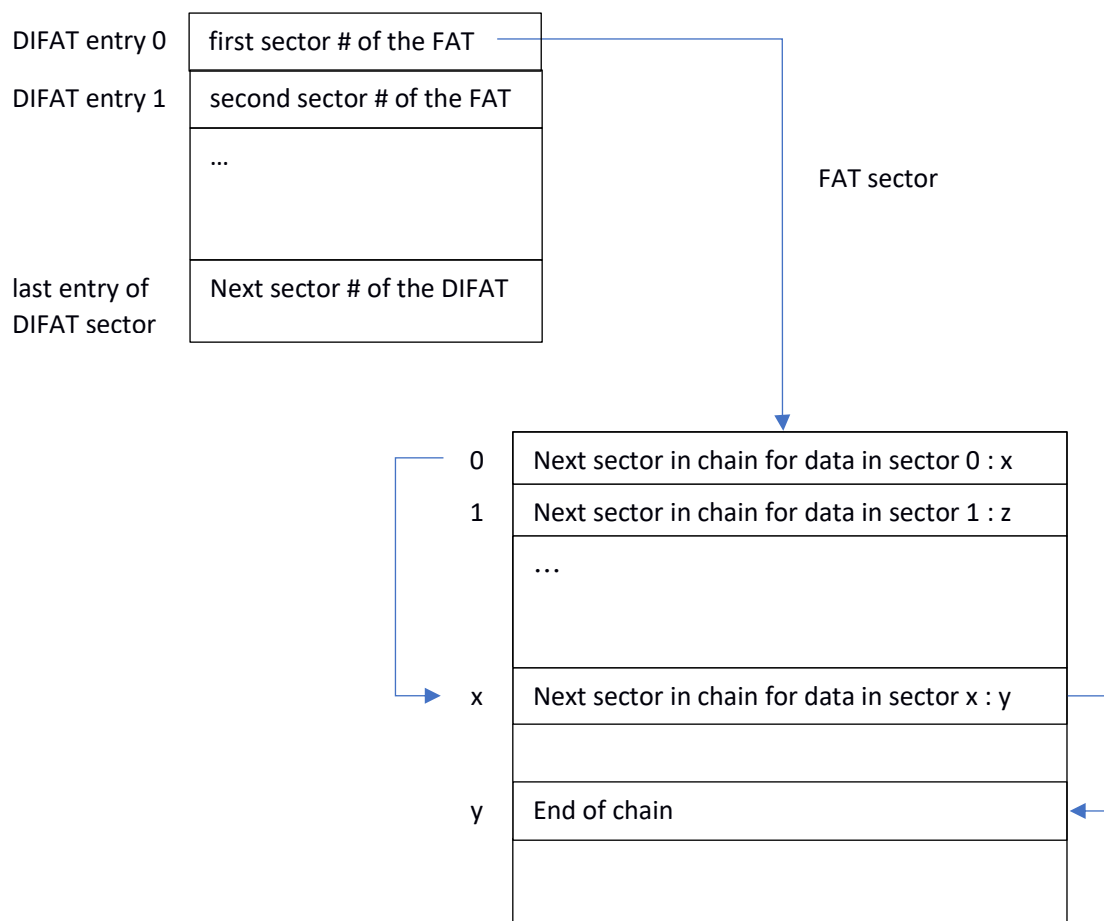 DIFAT entry 0
first sector # of the FAT
DIFAT entry 1
second sector # of the FAT
…
FAT sector
last entry of
DIFAT sector
Next sector # of the DIFAT
0
Next sector in chain for data in sector 0 : x
1
Next sector in chain for data in sector 1 : z
…
x
Next sector in chain for data in sector x : y
y
End of chain